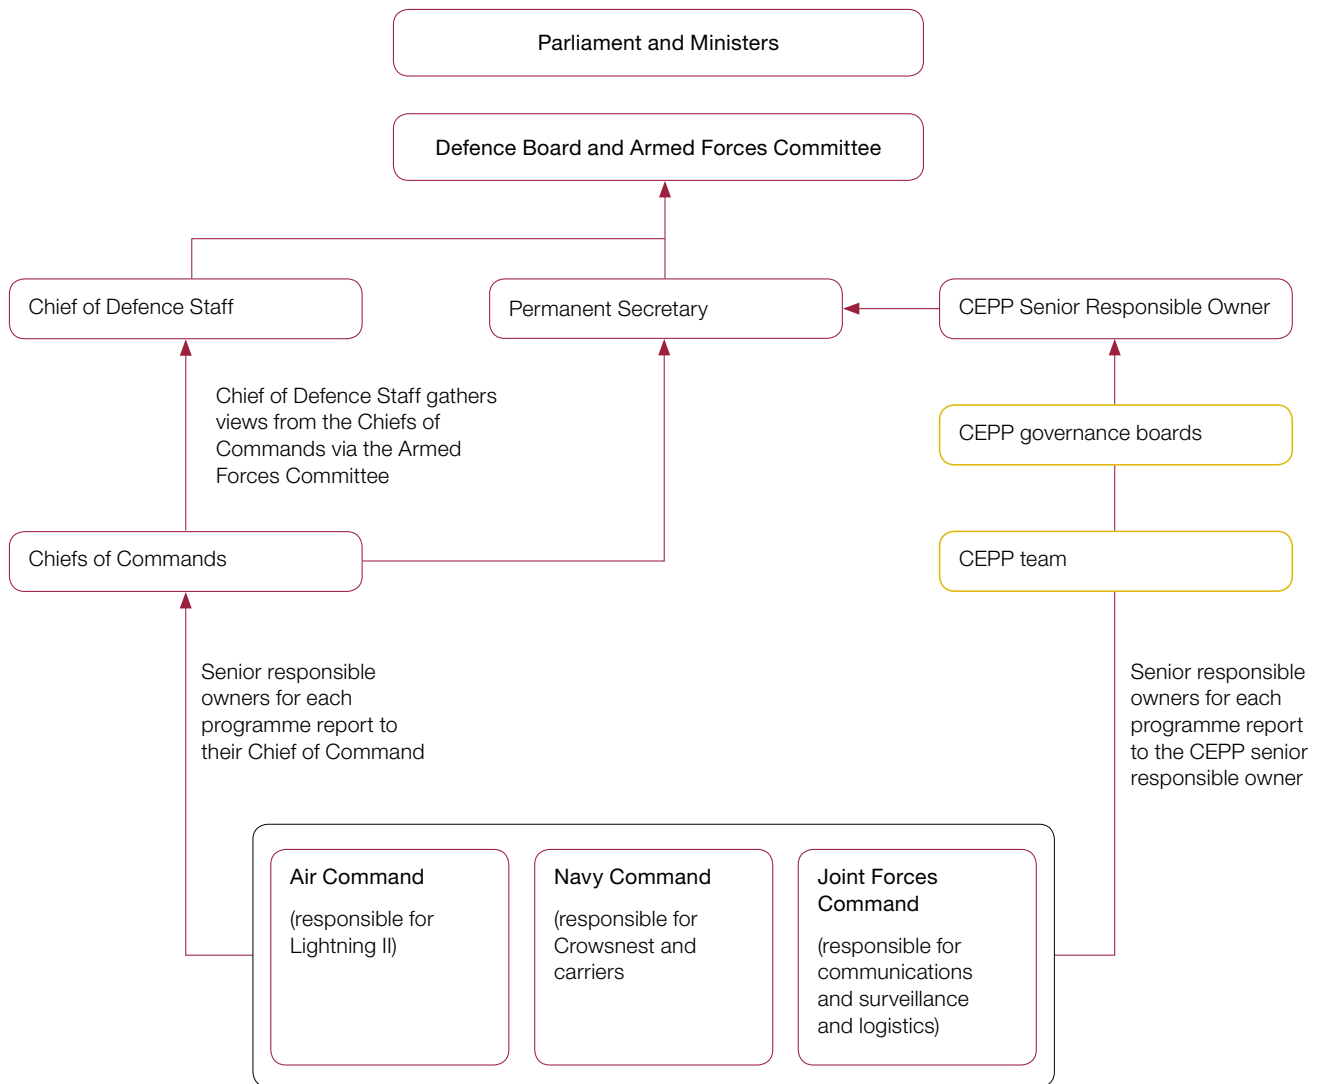 Parliament and Ministers
Defence Board and Armed Forces Committee
Chief of Defence Staff
Permanent Secretary
CEPP Senior Responsible Owner
Chief of Defence Staff gathers
views from the Chiefs of
Commands via the Armed
Forces Committee
CEPP governance boards
Chiefs of Commands
CEPP team
Senior responsible
owners for each
programme report to
their Chief of Command
Senior responsible
owners for each
programme report
to the CEPP senior
responsible owner
Air Command
(responsible for
Lightning II)
Navy Command
(responsible for
Crowsnest and
carriers
Joint Forces
Command
(responsible for
communications
and surveillance
and logistics)